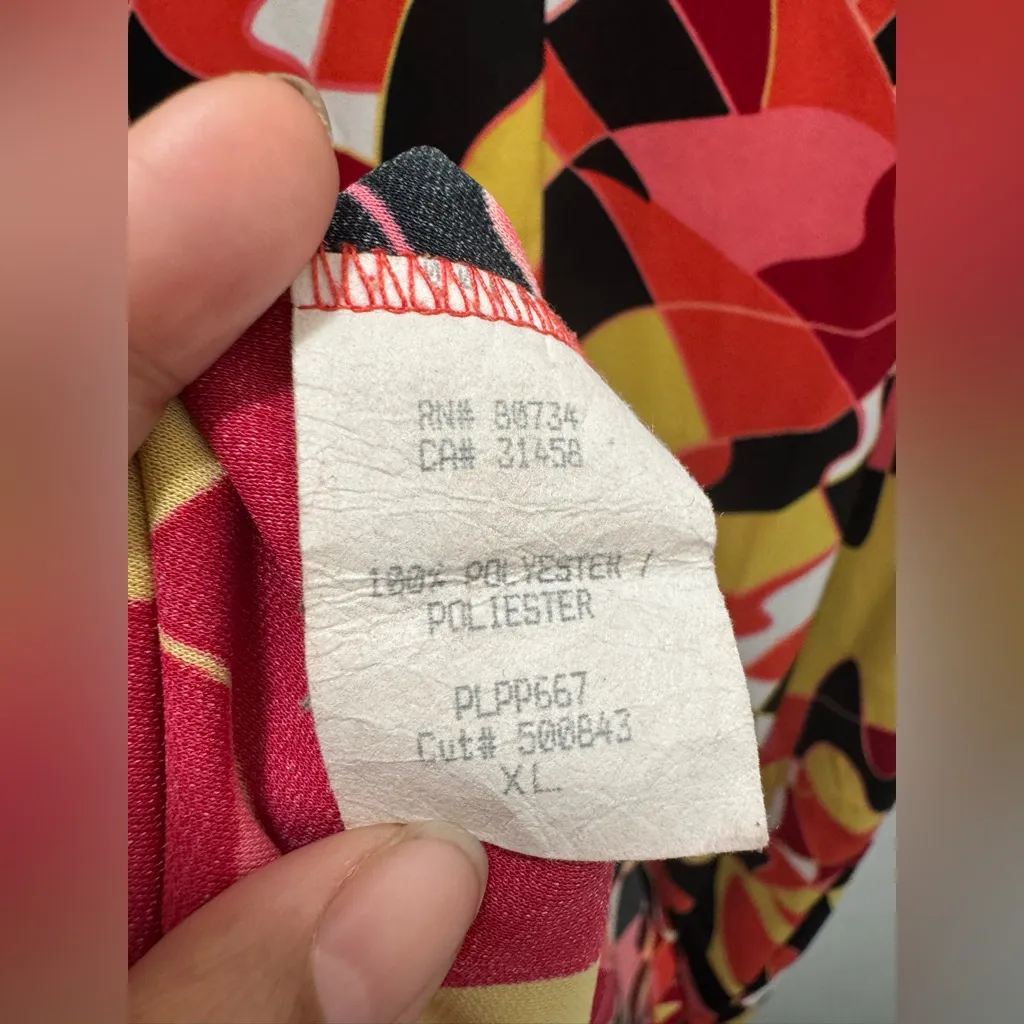 RN# 80734
CA# 31458
100% POLYESTER /
POLIESTER
PLPP667
Cut# 500843
XL